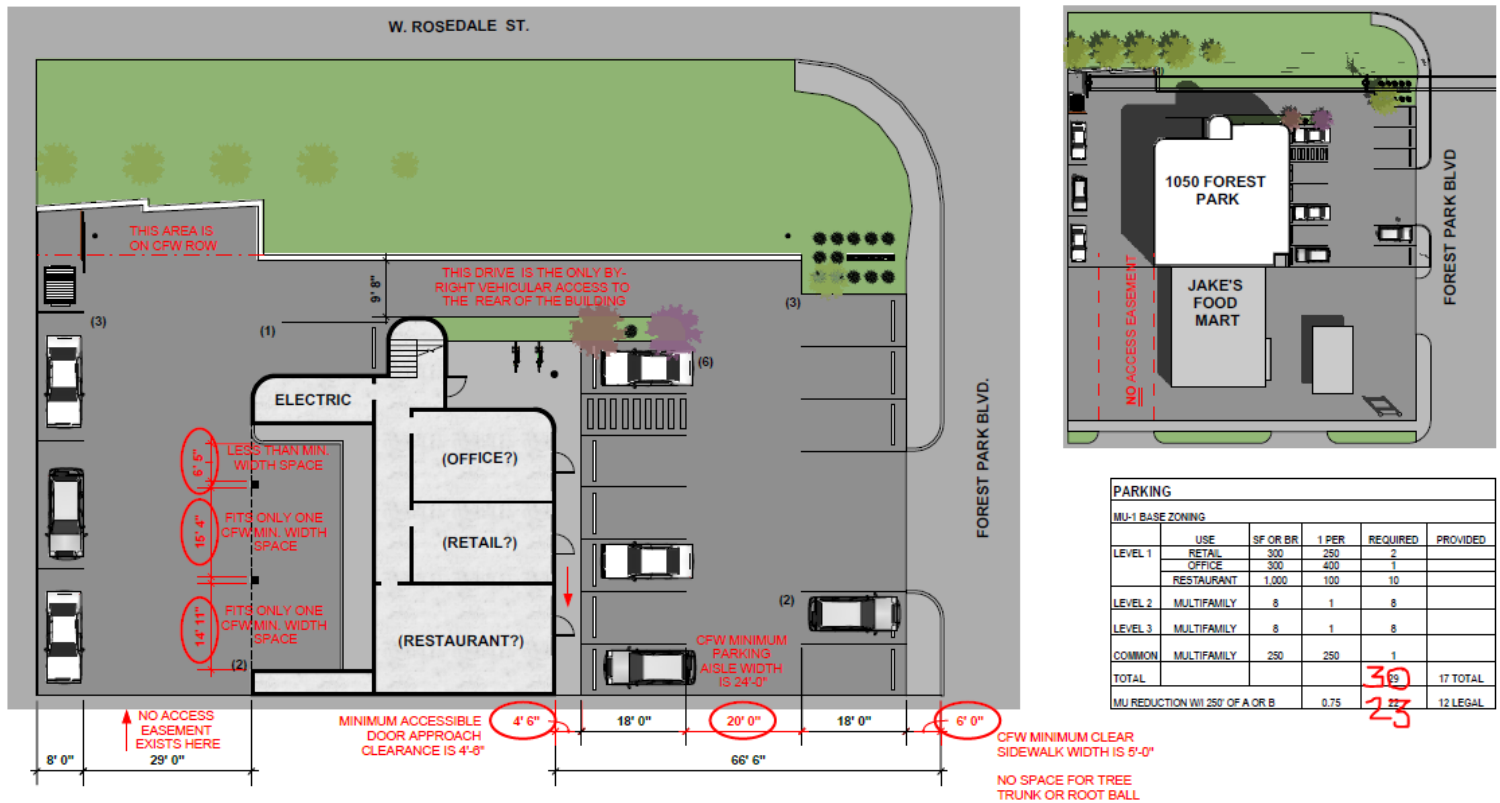 W. ROSEDALE ST.
THIS AREA IS
ON CFW ROW
THIS DRIVE IS THE ONLY BY-
RIGHT VEHICULAR ACCESS TO
THE REAR OF THE BUILDING
9' 8"
(3)
(1)
(3)
(6)
ELECTRIC
LESS THAN MIN.
WIDTH SPACE
6' 5"
(OFFICE?)
FITS ONLY ONE
CFW MIN. WIDTH
SPACE
15' 4"
(RETAIL?)
FITS ONLY ONE
CFW MIN. WIDTH
SPACE
14' 11"
(2)
(RESTAURANT?)
(2)
CFW MINIMUM
PARKING
AISLE WIDTH
IS 24'-0"
FOREST PARK BLVD.
NO ACCESS
EASEMENT
EXISTS HERE
MINIMUM ACCESSIBLE
DOOR APPROACH
CLEARANCE IS 4'-6"
4' 6"
18' 0"
20' 0"
18' 0"
6' 0"
8' 0"
29' 0"
66' 6"
CFW MINIMUM CLEAR
SIDEWALK WIDTH IS 5'-0"
NO SPACE FOR TREE
TRUNK OR ROOT BALL
1050 FOREST
PARK
JAKE'S
FOOD
MART
NO ACCESS EASEMENT
FOREST PARK BLVD
PARKING
MU-1 BASE ZONING
USE SF OR BR 1 PER REQUIRED PROVIDED
LEVEL 1 RETAIL 300 250 2
OFFICE 300 400 1
RESTAURANT 1,000 100 10
LEVEL 2 MULTIFAMILY 8 1 8
LEVEL 3 MULTIFAMILY 8 1 8
COMMON MULTIFAMILY 250 250 1
TOTAL 30 17 TOTAL
MU REDUCTION W/I 250' OF A OR B 0.75 23 12 LEGAL